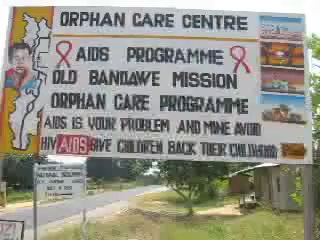 ORPHAN CARE CENTRE
AIDS PROGRAMME
OLD BANDAWE MISSION
ORPHAN CARE PROGRAMME
AIDS IS YOUR PROBLEM AND MINE AVOID
HIV AIDS GIVE CHILDREN BACK THEIR CHILDHOOD